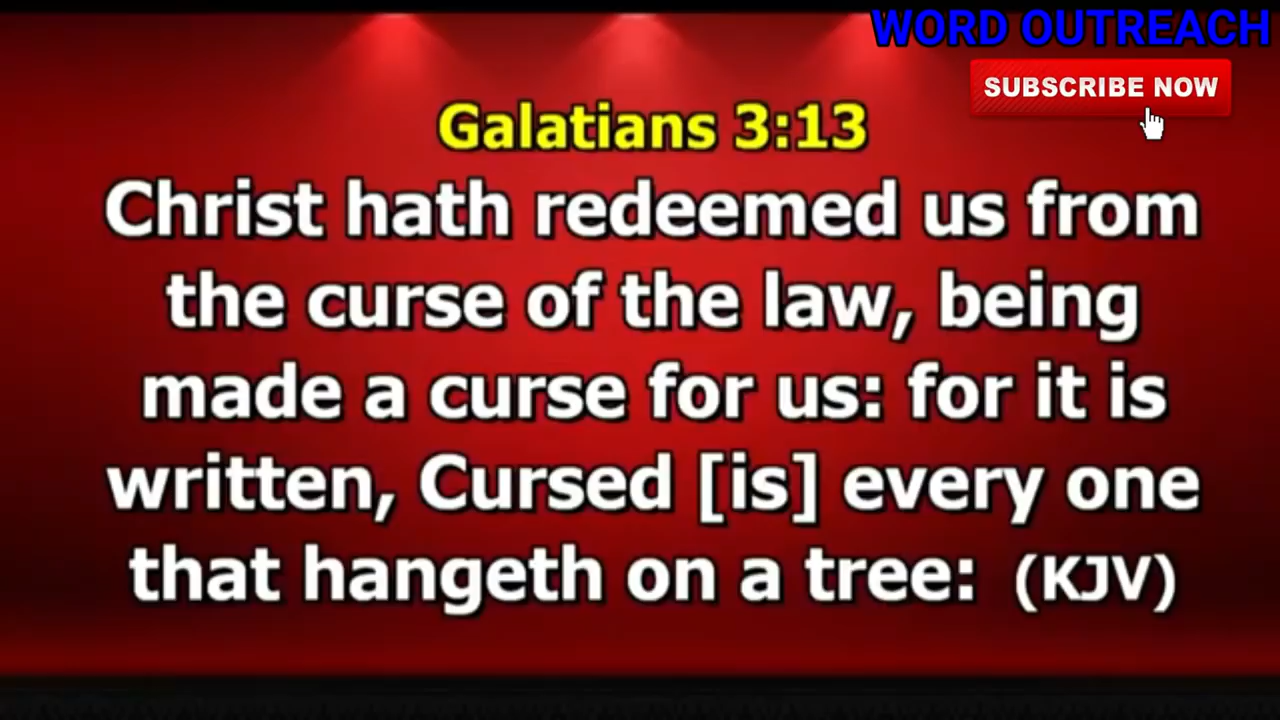 WORD OUTREACH
SUBSCRIBE NOW
Galatians 3:13
Christ hath redeemed us from
the curse of the law, being
made a curse for us: for it is
written, Cursed [is] every one
that hangeth on a tree: (KJV)